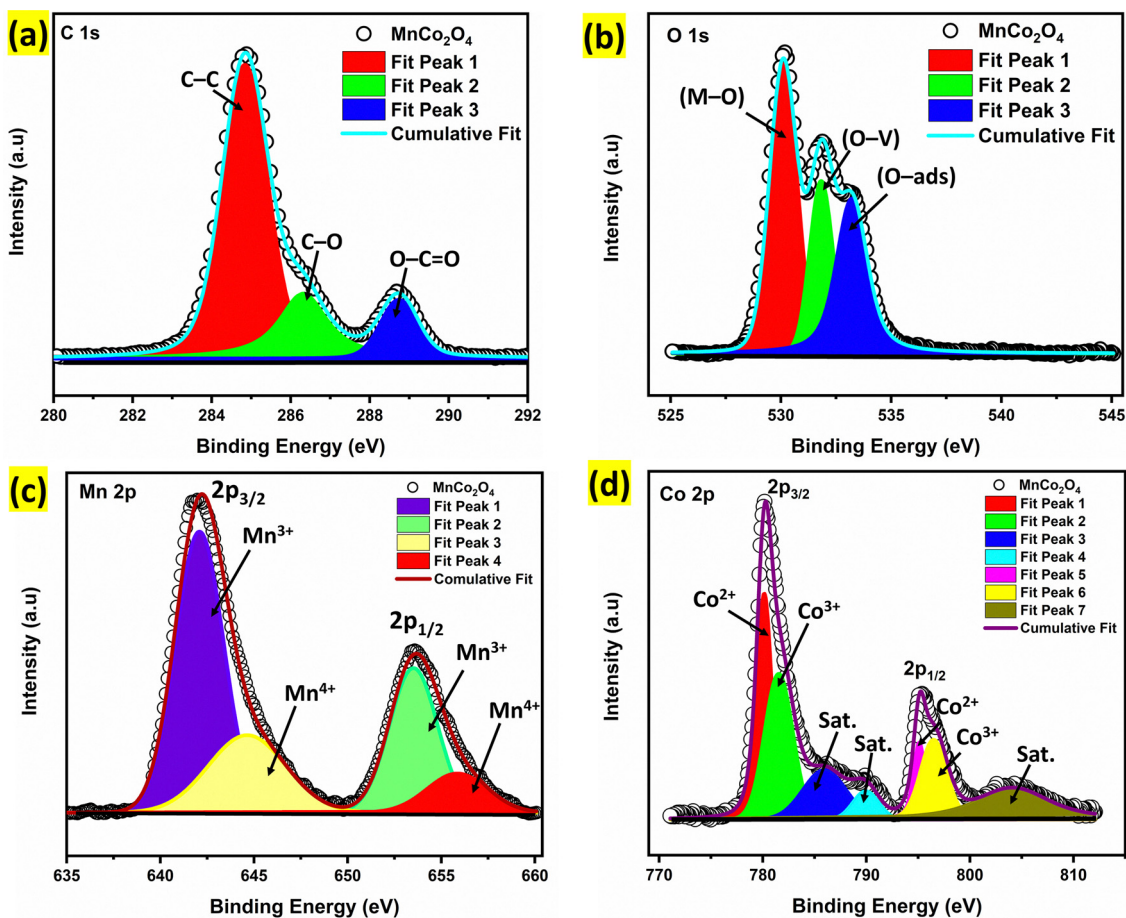 (a)
C 1s
MnCo₂O₄
Fit Peak 1
Fit Peak 2
Fit Peak 3
Cumulative Fit
C–C
C–O
O–C=O
Intensity (a.u)
280 282 284 286 288 290 292
Binding Energy (eV)
(b)
O 1s
MnCo₂O₄
Fit Peak 1
Fit Peak 2
Fit Peak 3
Cumulative Fit
(M–O)
(O–V)
(O–ads)
Intensity (a.u)
525 530 535 540 545
Binding Energy (eV)
(c)
Mn 2p
2p3/2
MnCo₂O₄
Fit Peak 1
Fit Peak 2
Fit Peak 3
Fit Peak 4
Comulative Fit
Mn³⁺
2p1/2
Mn³⁺
Mn⁴⁺
Mn⁴⁺
Intensity (a.u)
635 640 645 650 655 660
Binding Energy (eV)
(d)
Co 2p
2p3/2
MnCo₂O₄
Fit Peak 1
Fit Peak 2
Fit Peak 3
Fit Peak 4
Fit Peak 5
Fit Peak 6
Fit Peak 7
Cumulative Fit
Co²⁺
Co³⁺
2p1/2
Co²⁺
Sat.
Sat.
Co³⁺
Sat.
Intensity (a.u)
770 780 790 800 810
Binding Energy (eV)